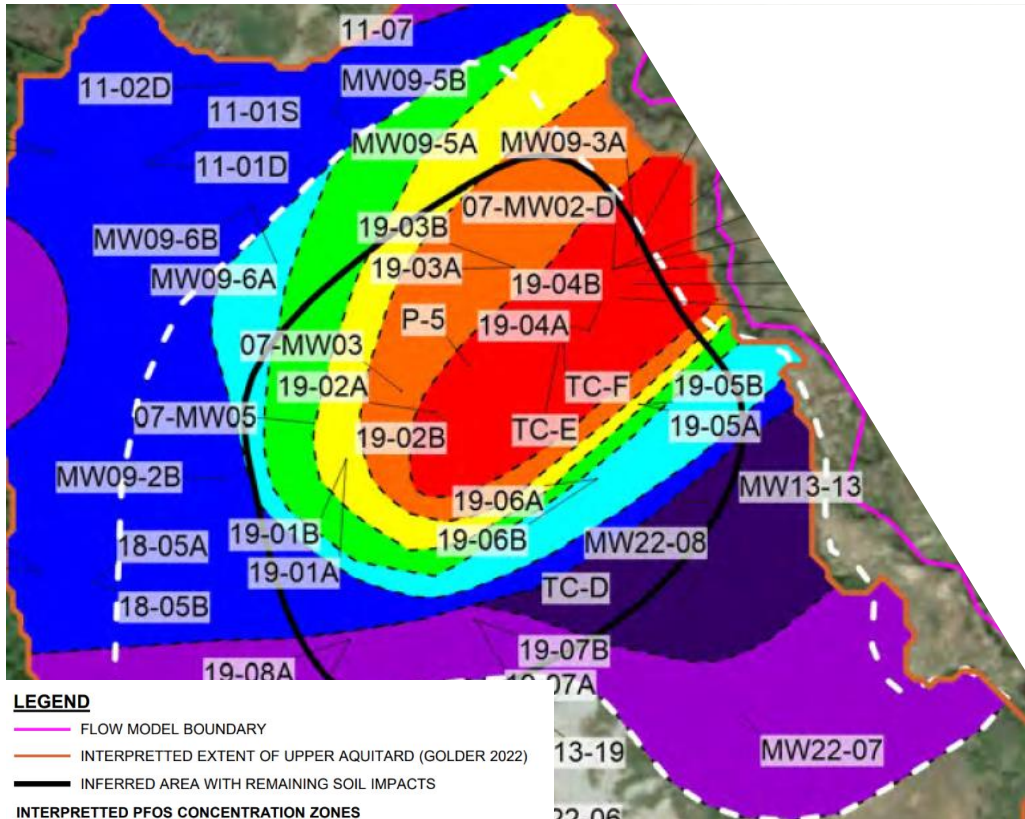 11-07
11-02D
MW09-5B
11-01S
MW09-5A
MW09-3A
11-01D
07-MW02-D
19-03B
MW09-6B
19-03A
MW09-6A
19-04B
P-5
19-04A
07-MW03
19-02A
TC-F
19-05B
07-MW05
19-02B
TC-E
19-05A
MW09-2B
MW13-13
19-06A
19-01B
19-06B
18-05A
MW22-08
19-01A
TC-D
18-05B
19-07B
19-08A
19-07A
13-19
MW22-07
22-06
LEGEND
FLOW MODEL BOUNDARY
INTERPRETTED EXTENT OF UPPER AQUITARD (GOLDER 2022)
INFERRED AREA WITH REMAINING SOIL IMPACTS
INTERPRETTED PFOS CONCENTRATION ZONES